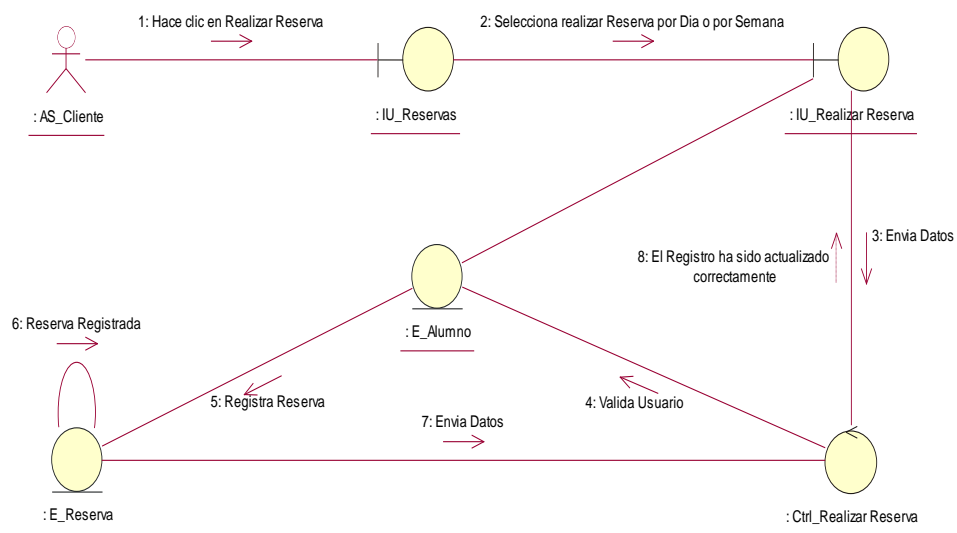 1: Hace clic en Realizar Reserva
2: Selecciona realizar Reserva por Dia o por Semana
: AS_Cliente
: IU_Reservas
: IU_Realizar Reserva
3: Envia Datos
8: El Registro ha sido actualizado
correctamente
6: Reserva Registrada
: E_Alumno
5: Registra Reserva
4: Valida Usuario
7: Envia Datos
: E_Reserva
: Ctrl_Realizar Reserva